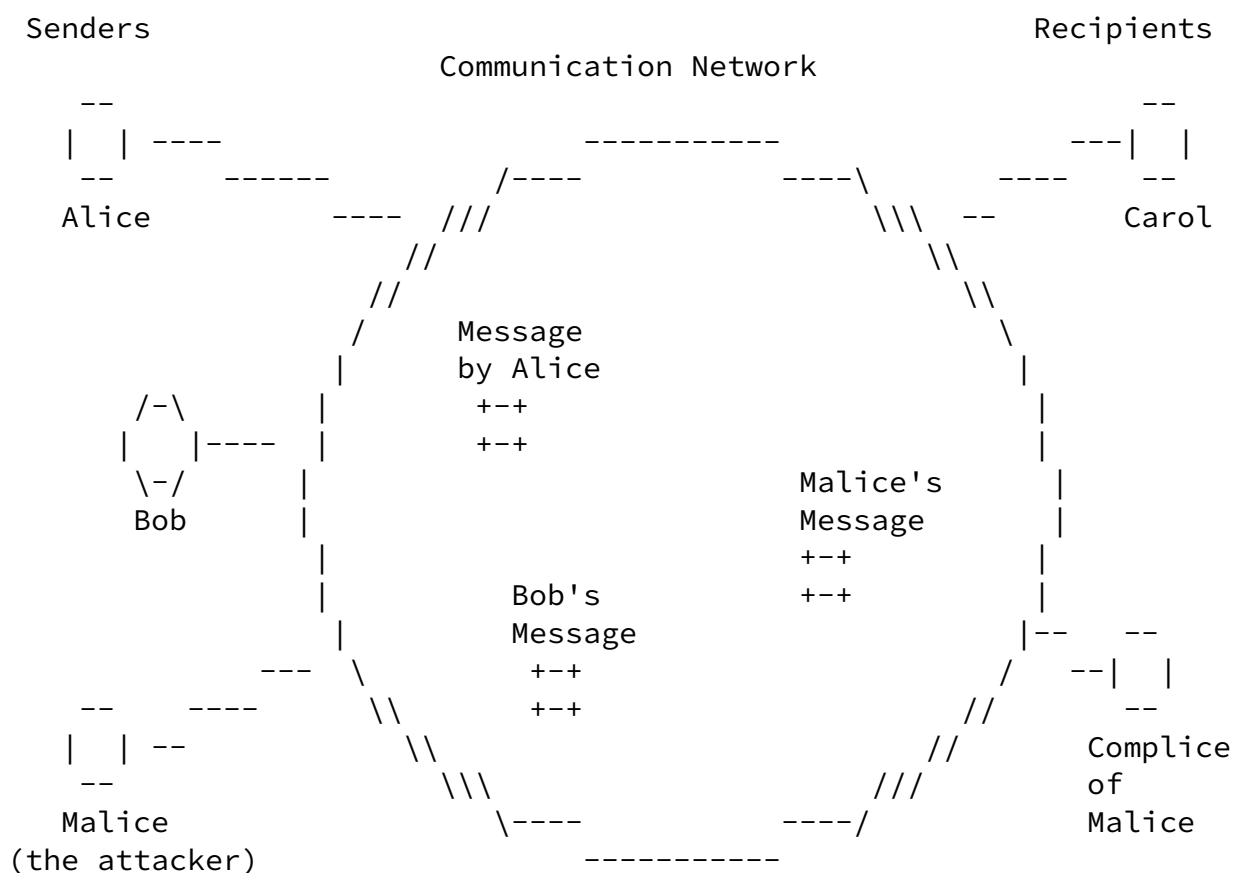 Senders Recipients
Communication Network
Alice Carol
Message
by Alice
Malice's
Bob Message
Bob's
Message
Complice
of
Malice Malice
(the attacker)